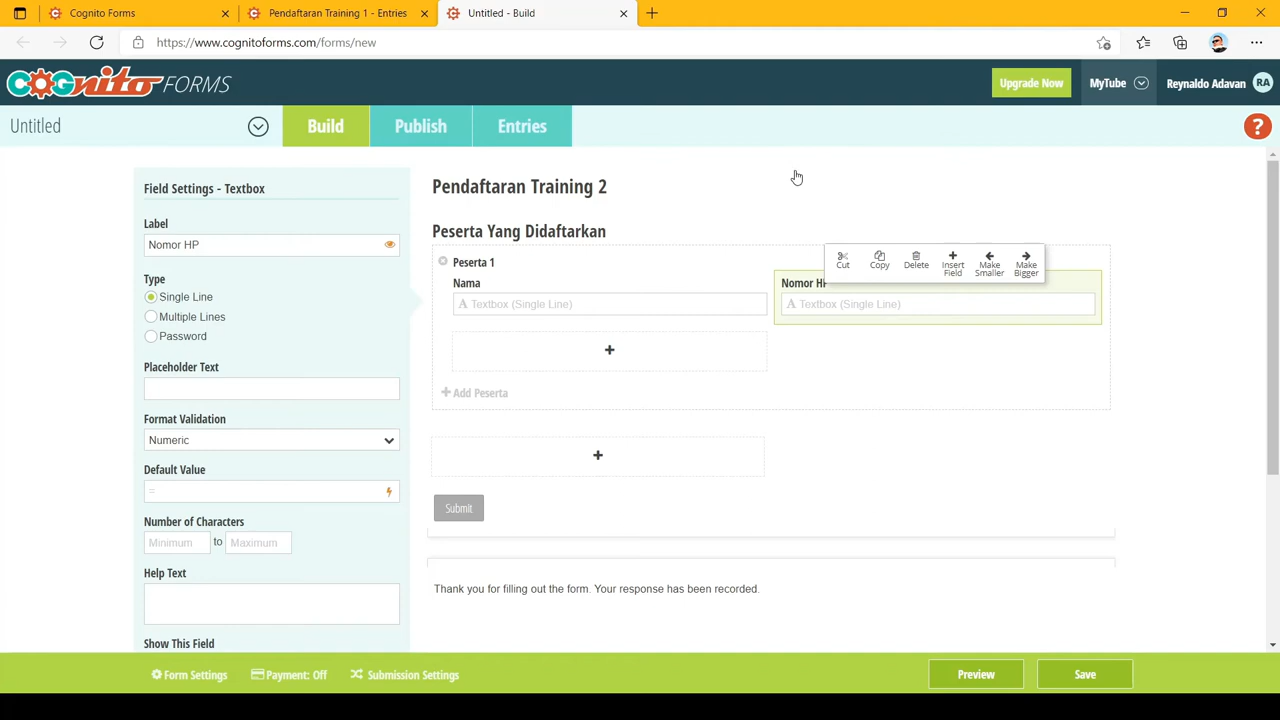 Cognito Forms
Pendaftaran Training 1 - Entries
Untitled - Build
https://www.cognitoforms.com/forms/new
COGNITO FORMS
Upgrade Now
MyTube
Reynaldo Adavan
RA
Untitled
Build
Publish
Entries
?
Field Settings - Textbox
Label
Nomor HP
Type
Single Line
Multiple Lines
Password
Placeholder Text
Format Validation
Numeric
Default Value
=
Number of Characters
Minimum to Maximum
Help Text
Show This Field
Pendaftaran Training 2
Peserta Yang Didaftarkan
Peserta 1
Cut
Copy
Delete
Insert Field
Make Smaller
Make Bigger
Nama
A Textbox (Single Line)
Nomor HP
A Textbox (Single Line)
+
+ Add Peserta
+
Submit
Thank you for filling out the form. Your response has been recorded.
Form Settings
Payment: Off
Submission Settings
Preview
Save